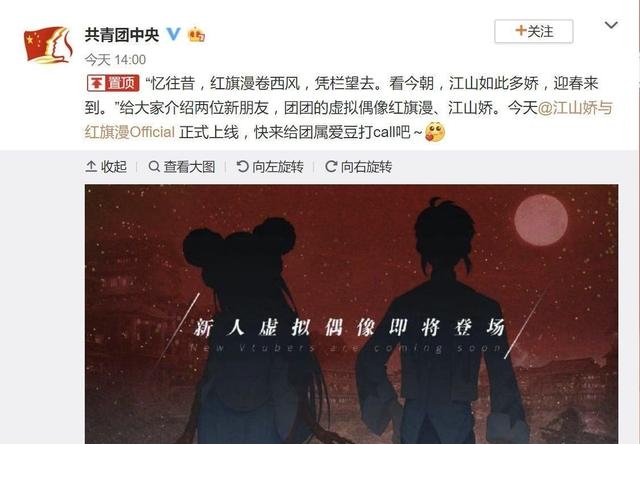 共青团中央
+关注
今天 14:00
置顶 “忆往昔，红旗漫卷西风，凭栏望去。看今朝，江山如此多娇，迎春来
到。”给大家介绍两位新朋友，团团的虚拟偶像红旗漫、江山娇。今天@江山娇与
红旗漫Official 正式上线，快来给团属爱豆打call吧～
收起 查看大图 向左旋转 向右旋转
新人虚拟偶像即将登场
New Vtubers are coming soon